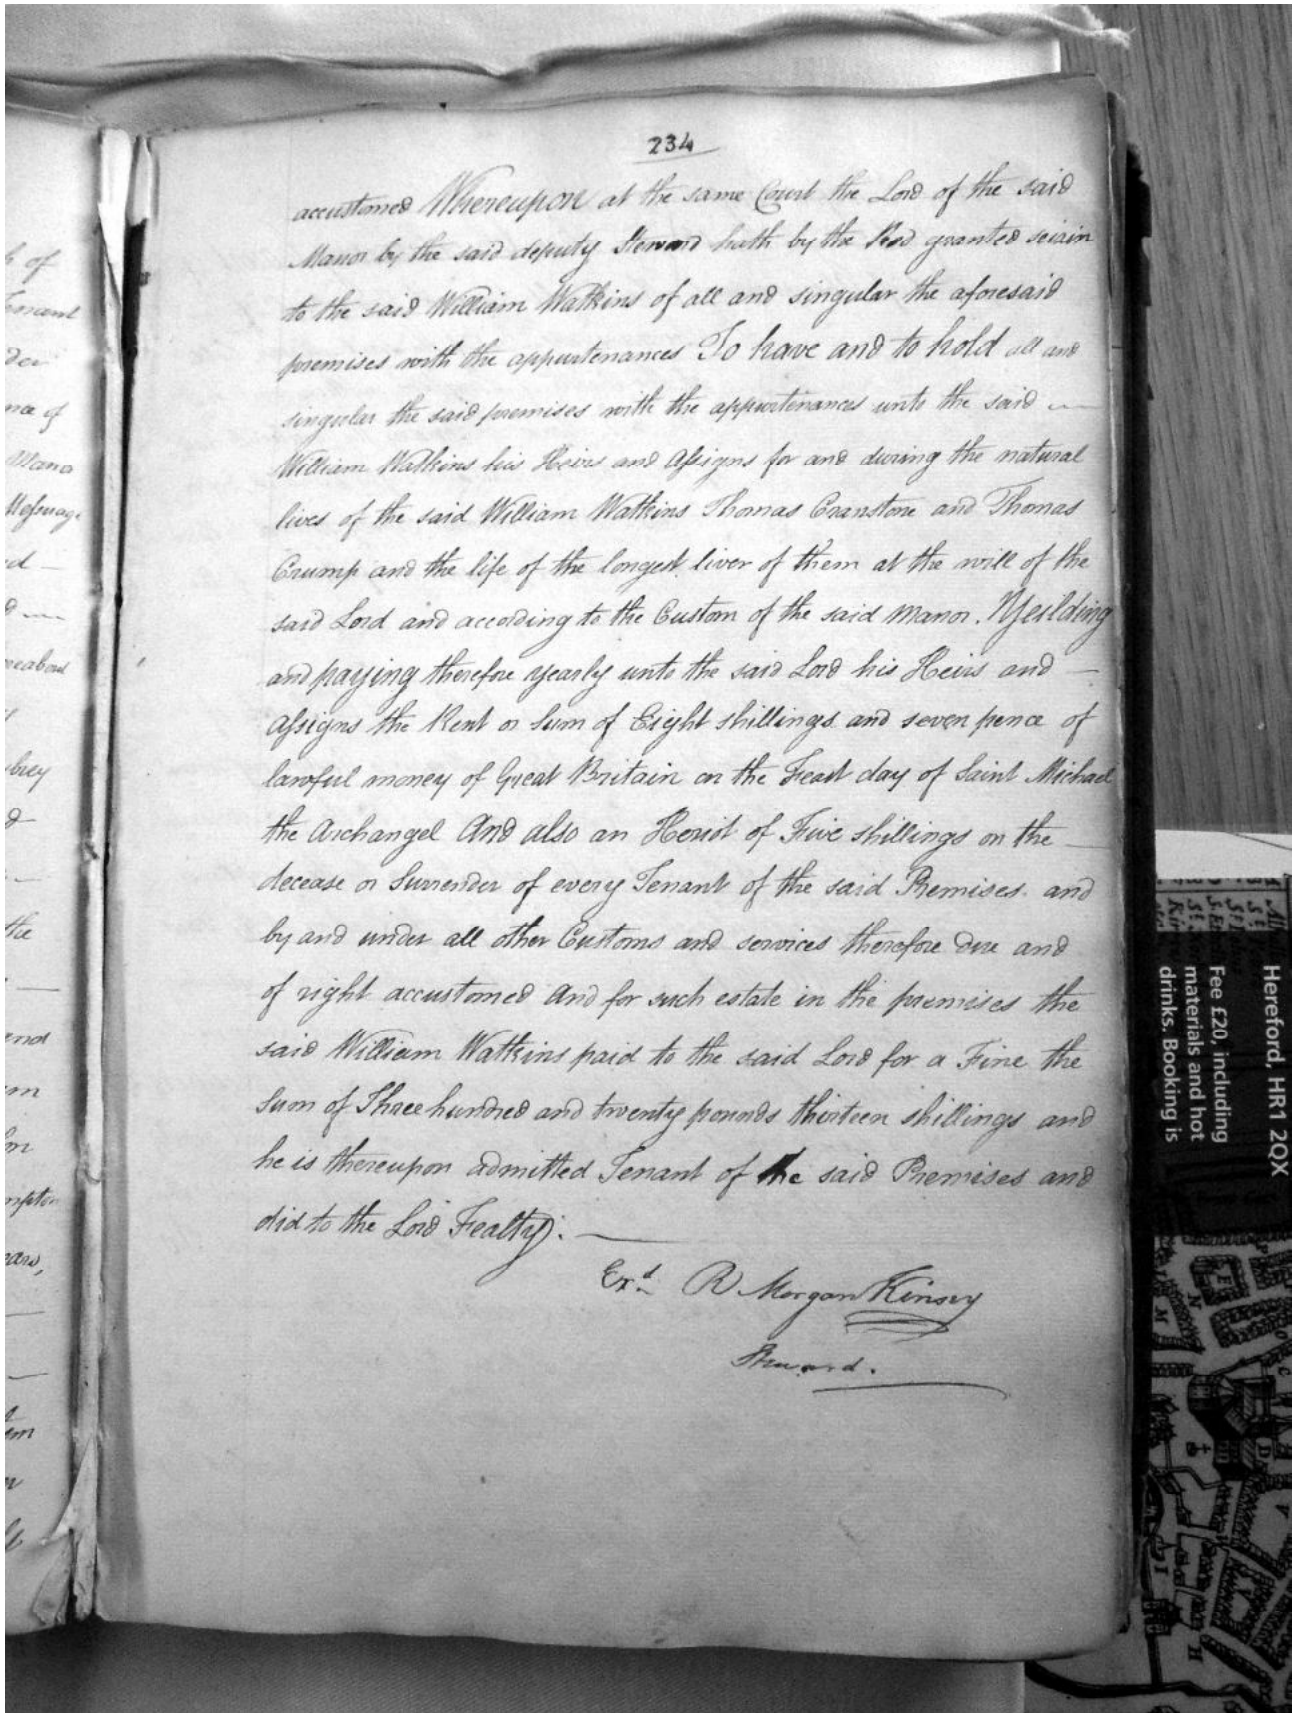 234
accustomed Whereupon at the same Court the Lord of the said
Manor by the said deputy Steward hath by the Rod granted seizin
to the said William Watkins of all and singular the aforesaid
premises with the appurtenances To have and to hold all and
singular the said premises with the appurtenances unto the said
William Watkins his Heirs and Assigns for and during the natural
lives of the said William Watkins Thomas Cranstone and Thomas
Crump and the life of the longest liver of them at the will of the
said Lord and according to the Custom of the said Manor. Yeilding
and paying therefore yearly unto the said Lord his Heirs and
assigns the Rent or Sum of Eight shillings and seven pence of
lawful money of Great Britain on the Feast day of Saint Michael
the Archangel And also an Heriot of Five shillings on the
decease or Surrender of every Tenant of the said Premises and
by and under all other Customs and services therefore due and
of right accustomed And for such estate in the premises the
said William Watkins paid to the said Lord for a Fine the
Sum of Three hundred and twenty pounds thirteen shillings and
he is thereupon admitted Tenant of the said Premises and
did to the Lord Fealty:
Exd. R Morgan Kinsey
Steward.
h of
ence of
Messuage
the
Hereford, HR1 2QX
Fee £20, including
materials and hot
drinks. Booking is